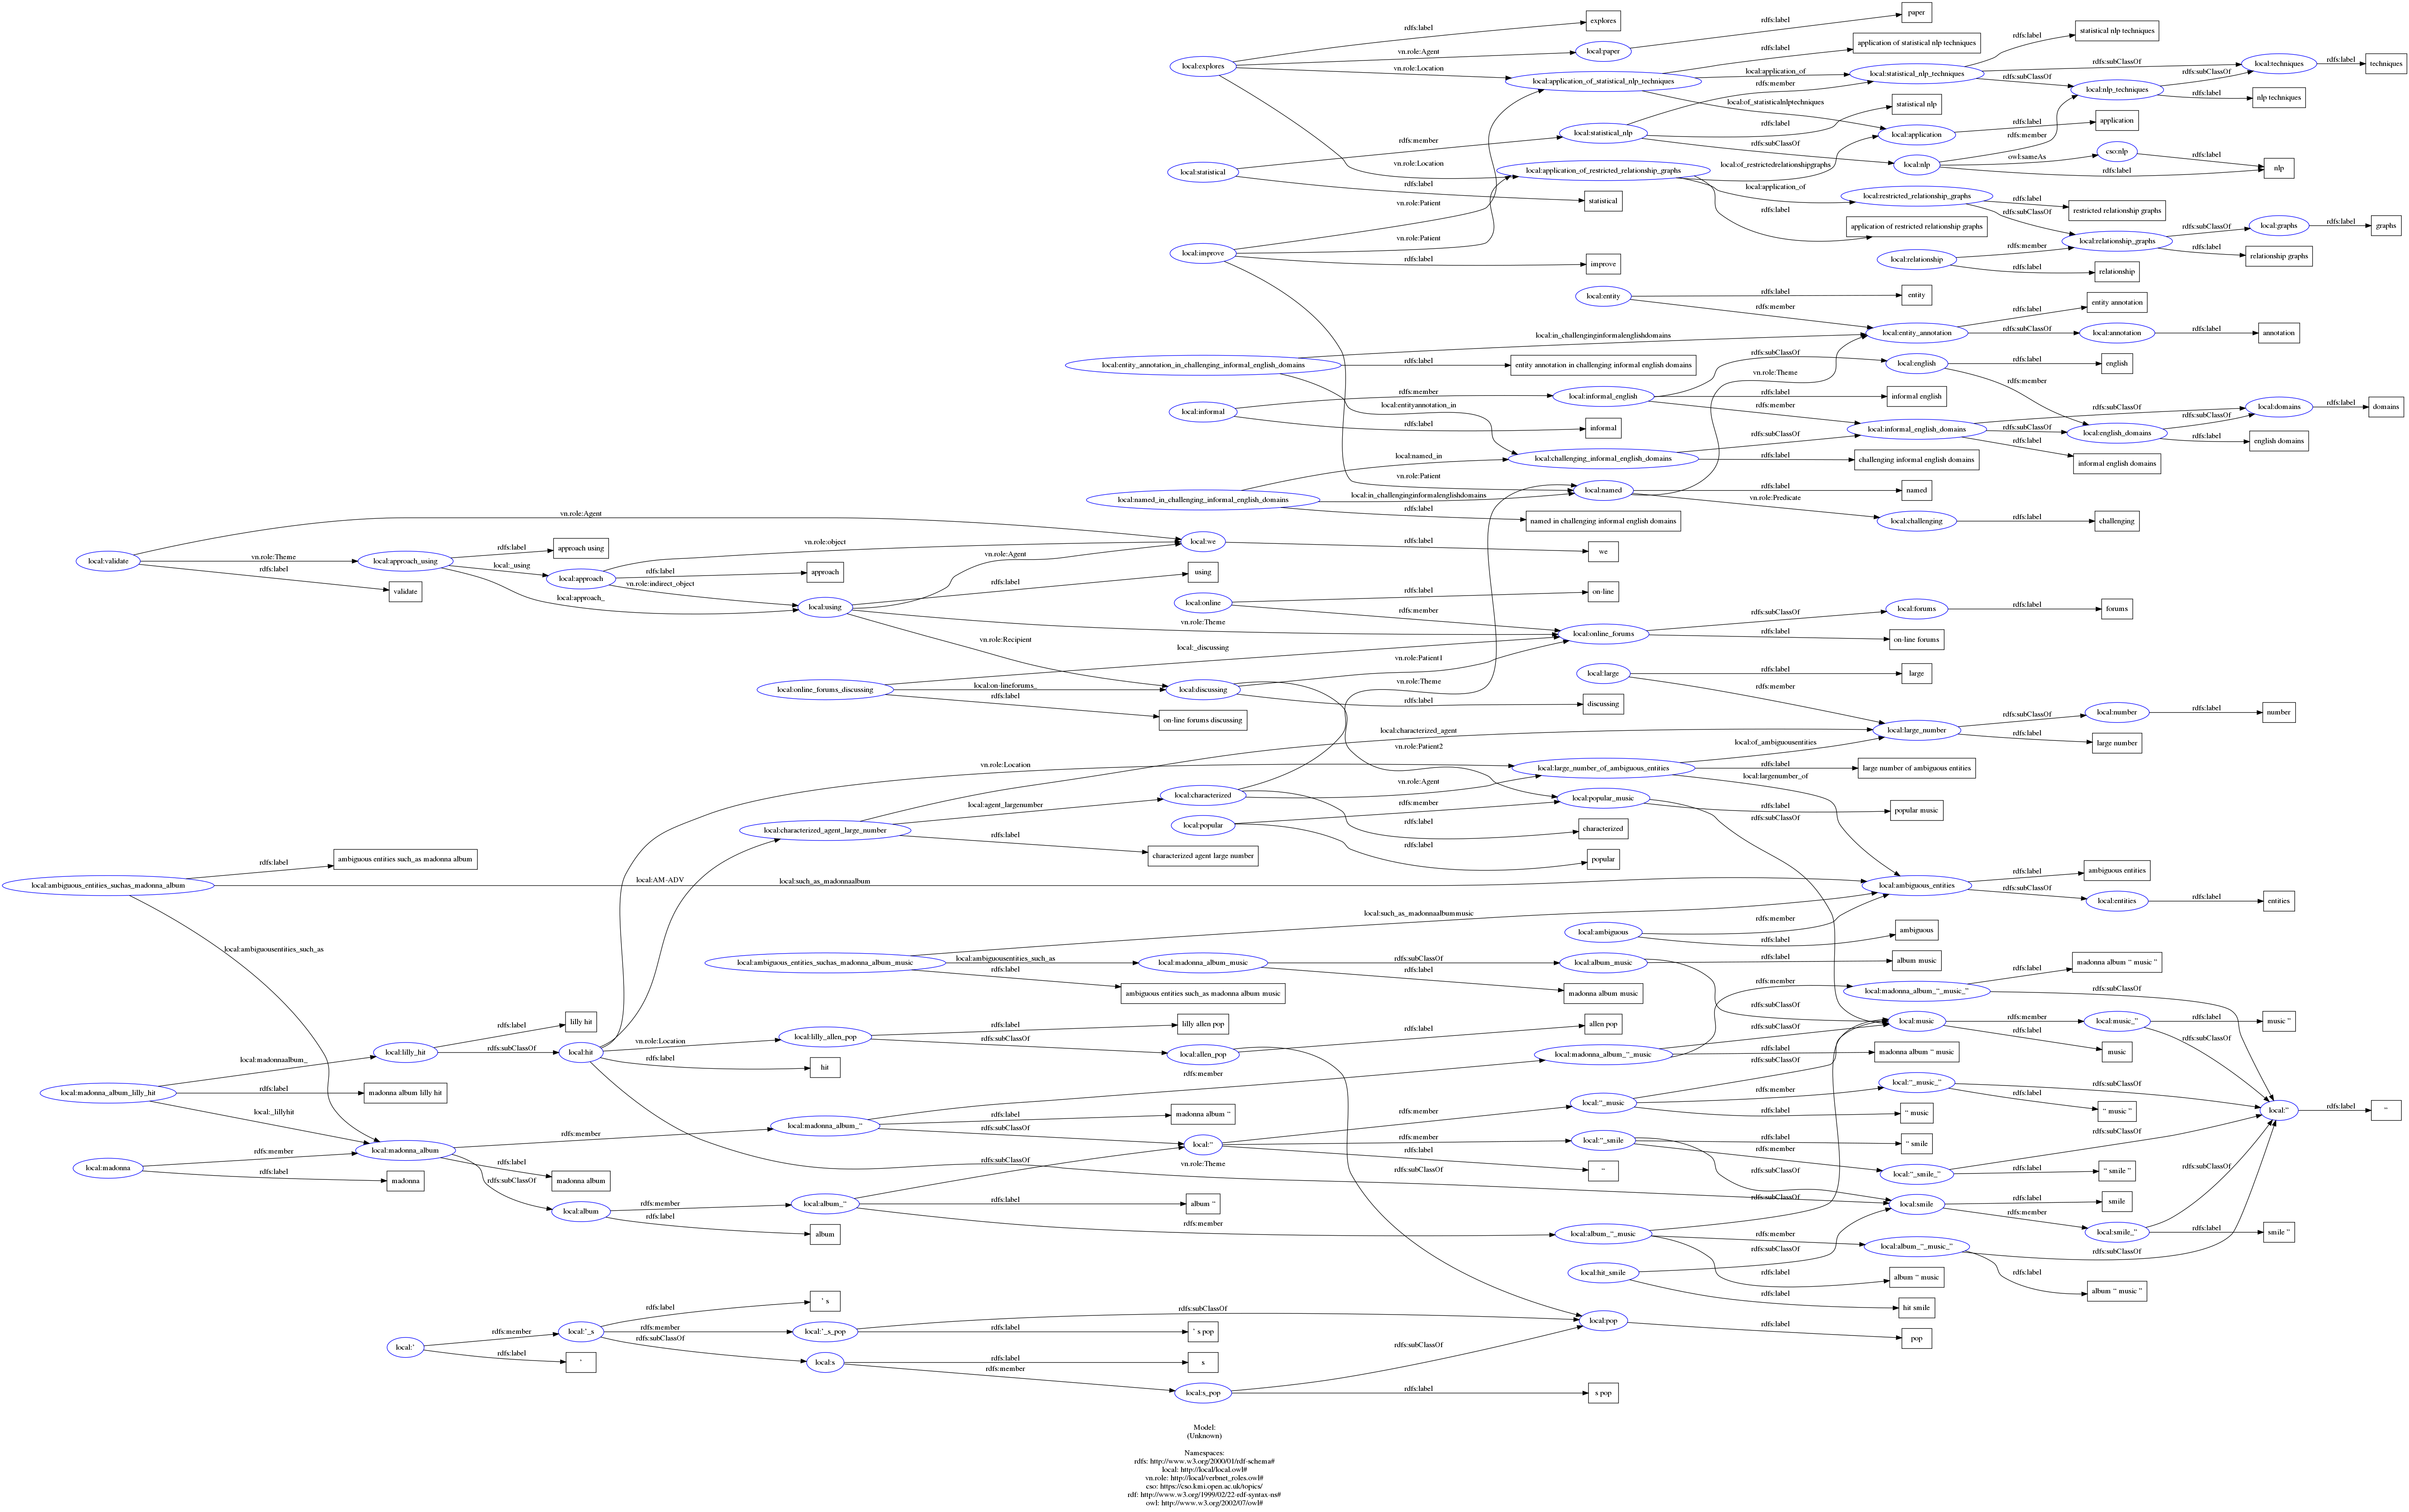 rdfs:label
explores
rdfs:label
paper
local:explores
vn.role:Agent
local:paper
vn.role:Location
rdfs:label
application of statistical nlp techniques
rdfs:label
statistical nlp techniques
local:application_of_statistical_nlp_techniques
local:application_of
local:statistical_nlp_techniques
rdfs:subClassOf
local:techniques
rdfs:label
techniques
rdfs:member
rdfs:subClassOf
local:nlp_techniques
rdfs:subClassOf
rdfs:label
nlp techniques
local:of_statisticalnlptechniques
rdfs:label
statistical nlp
local:statistical_nlp
rdfs:member
rdfs:subClassOf
local:application
rdfs:label
application
rdfs:member
local:statistical
vn.role:Location
rdfs:label
statistical
local:of_restrictedrelationshipgraphs
local:nlp
owl:sameAs
cso:nlp
rdfs:label
rdfs:label
nlp
local:application_of_restricted_relationship_graphs
local:application_of
rdfs:label
local:restricted_relationship_graphs
rdfs:label
restricted relationship graphs
rdfs:subClassOf
application of restricted relationship graphs
vn.role:Patient
vn.role:Patient
local:improve
rdfs:label
improve
local:relationship
rdfs:member
rdfs:label
relationship
local:relationship_graphs
rdfs:subClassOf
local:graphs
rdfs:label
graphs
rdfs:label
relationship graphs
local:entity
rdfs:label
entity
rdfs:member
local:in_challenginginformalenglishdomains
local:entity_annotation
rdfs:label
entity annotation
rdfs:subClassOf
local:annotation
rdfs:label
annotation
local:entity_annotation_in_challenging_informal_english_domains
rdfs:label
entity annotation in challenging informal english domains
local:entityannotation_in
rdfs:subClassOf
local:english
rdfs:label
english
rdfs:member
vn.role:Theme
local:informal
rdfs:member
rdfs:label
informal
local:informal_english
rdfs:label
informal english
rdfs:member
local:informal_english_domains
rdfs:subClassOf
rdfs:subClassOf
rdfs:label
informal english domains
local:english_domains
rdfs:subClassOf
rdfs:label
english domains
local:domains
rdfs:label
domains
local:named_in
local:challenging_informal_english_domains
rdfs:subClassOf
rdfs:label
challenging informal english domains
vn.role:Patient
local:named_in_challenging_informal_english_domains
local:in_challenginginformalenglishdomains
rdfs:label
named in challenging informal english domains
local:named
rdfs:label
named
vn.role:Predicate
local:challenging
rdfs:label
challenging
local:validate
vn.role:Agent
vn.role:Theme
rdfs:label
validate
local:approach_using
rdfs:label
approach using
local:_using
local:approach_
local:approach
vn.role:object
rdfs:label
approach
vn.role:indirect_object
local:using
vn.role:Agent
rdfs:label
using
vn.role:Theme
vn.role:Recipient
local:we
rdfs:label
we
local:online
rdfs:label
on-line
rdfs:member
local:online_forums
rdfs:subClassOf
local:forums
rdfs:label
forums
rdfs:label
on-line forums
local:_discussing
local:online_forums_discussing
local:on-lineforums_
rdfs:label
on-line forums discussing
local:discussing
vn.role:Patient1
rdfs:label
discussing
vn.role:Theme
vn.role:Patient2
local:large
rdfs:label
large
rdfs:member
local:large_number
rdfs:subClassOf
local:number
rdfs:label
number
rdfs:label
large number
local:characterized_agent
vn.role:Location
local:large_number_of_ambiguous_entities
local:of_ambiguousentities
rdfs:label
large number of ambiguous entities
local:largenumber_of
local:characterized_agent_large_number
local:agent_largenumber
rdfs:label
characterized agent large number
local:characterized
vn.role:Agent
rdfs:label
characterized
local:popular
rdfs:member
rdfs:label
popular
local:popular_music
rdfs:label
popular music
rdfs:subClassOf
local:ambiguous_entities_suchas_madonna_album
rdfs:label
ambiguous entities such_as madonna album
local:such_as_madonnaalbum
local:ambiguousentities_such_as
local:AM-ADV
local:ambiguous_entities
rdfs:label
ambiguous entities
rdfs:subClassOf
local:entities
rdfs:label
entities
local:such_as_madonnaalbummusic
local:ambiguous
rdfs:member
rdfs:label
ambiguous
local:ambiguous_entities_suchas_madonna_album_music
local:ambiguousentities_such_as
rdfs:label
ambiguous entities such_as madonna album music
local:madonna_album_music
rdfs:subClassOf
rdfs:label
madonna album music
local:album_music
rdfs:label
album music
rdfs:subClassOf
rdfs:member
local:madonna_album_“_music_”
rdfs:label
madonna album “ music ”
rdfs:subClassOf
local:madonna_album_lilly_hit
local:madonnaalbum_
rdfs:label
madonna album lilly hit
local:_lillyhit
local:lilly_hit
rdfs:label
lilly hit
rdfs:subClassOf
local:hit
vn.role:Location
rdfs:label
hit
vn.role:Theme
local:lilly_allen_pop
rdfs:label
lilly allen pop
rdfs:subClassOf
local:allen_pop
rdfs:label
allen pop
rdfs:subClassOf
local:madonna_album_“_music
rdfs:subClassOf
rdfs:label
madonna album “ music
local:music
rdfs:member
rdfs:label
music
local:music_”
rdfs:label
music ”
rdfs:subClassOf
local:madonna
rdfs:member
rdfs:label
madonna
local:madonna_album
rdfs:member
rdfs:label
madonna album
rdfs:subClassOf
local:madonna_album_“
rdfs:member
rdfs:label
madonna album “
rdfs:subClassOf
local:“
rdfs:member
rdfs:member
rdfs:label
“
local:“_music
rdfs:subClassOf
rdfs:member
rdfs:label
“ music
local:“_music_”
rdfs:subClassOf
rdfs:label
“ music ”
local:”
rdfs:label
”
local:“_smile
rdfs:label
“ smile
rdfs:member
rdfs:subClassOf
local:“_smile_”
rdfs:subClassOf
rdfs:label
“ smile ”
local:album
rdfs:member
rdfs:label
album
local:album_“
rdfs:subClassOf
rdfs:label
album “
rdfs:member
local:smile
rdfs:label
smile
rdfs:member
local:smile_”
rdfs:subClassOf
rdfs:label
smile ”
local:album_“_music
rdfs:subClassOf
rdfs:member
rdfs:label
album “ music
local:album_“_music_”
rdfs:subClassOf
rdfs:label
album “ music ”
local:hit_smile
rdfs:subClassOf
rdfs:label
hit smile
local:’
rdfs:member
rdfs:label
’
local:’_s
rdfs:label
’ s
rdfs:member
rdfs:subClassOf
local:’_s_pop
rdfs:subClassOf
rdfs:label
’ s pop
local:s
rdfs:label
s
rdfs:member
local:s_pop
rdfs:subClassOf
rdfs:label
s pop
local:pop
rdfs:label
pop
Model:
(Unknown)
Namespaces:
rdfs: http://www.w3.org/2000/01/rdf-schema#
local: http://local/local.owl#
vn.role: http://local/verbnet_roles.owl#
cso: https://cso.kmi.open.ac.uk/topics/
rdf: http://www.w3.org/1999/02/22-rdf-syntax-ns#
owl: http://www.w3.org/2002/07/owl#